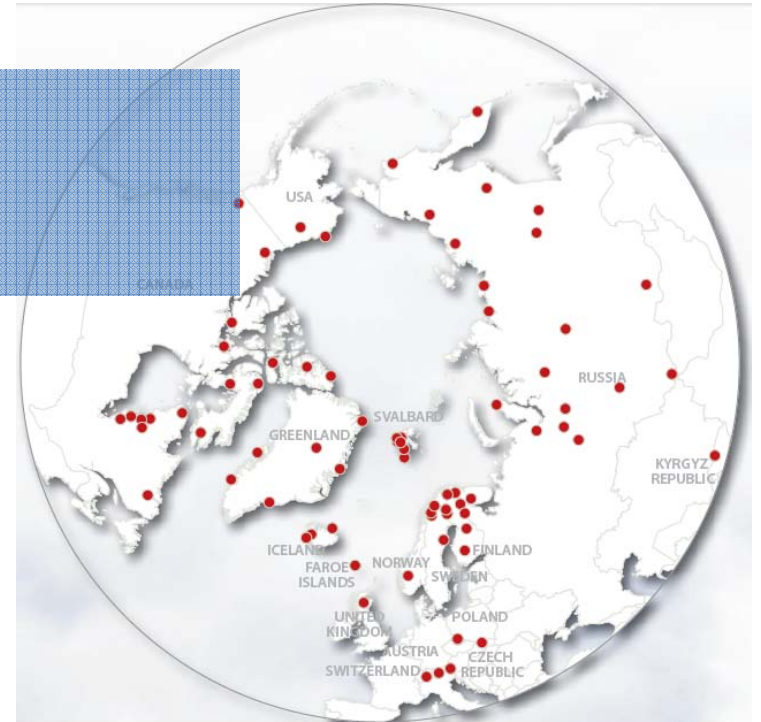 USA
CANADA
RUSSIA
SVALBARD
GREENLAND
KYRGYZ
REPUBLIC
ICELAND
FAROE
ISLANDS
NORWAY
FINLAND
SWEDEN
UNITED
KINGDOM
POLAND
AUSTRIA
CZECH
REPUBLIC
SWITZERLAND